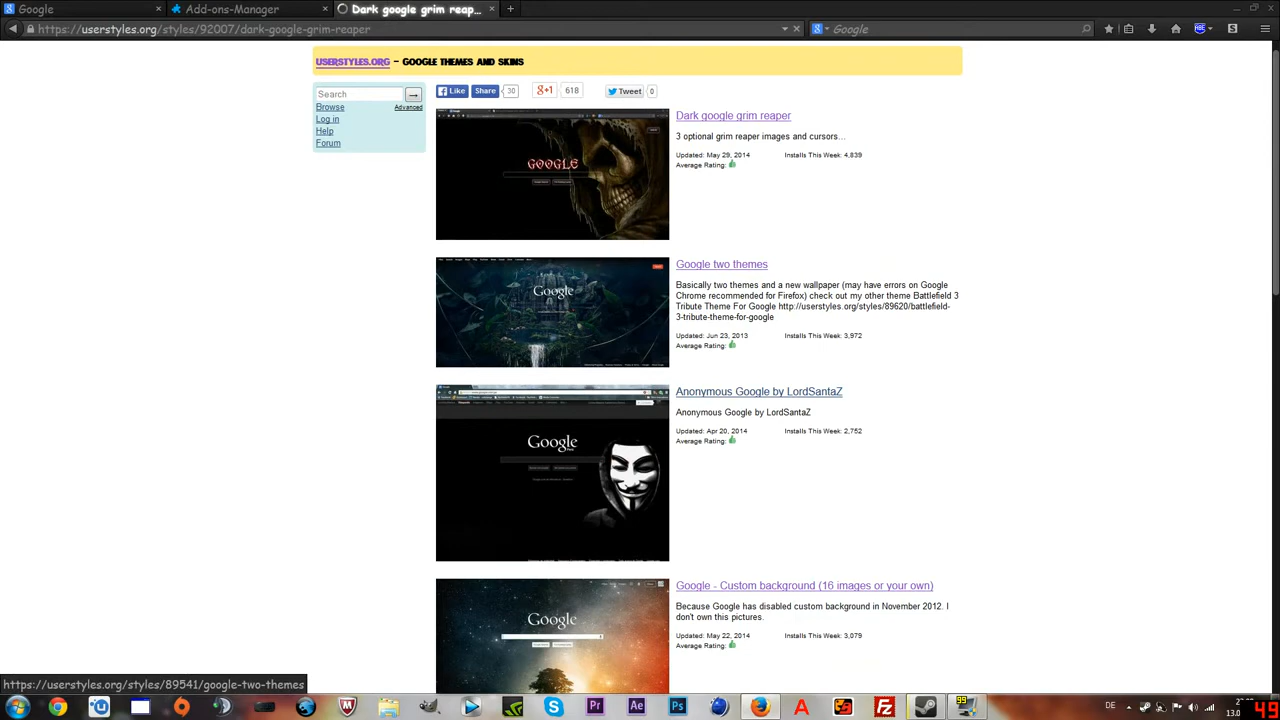 Google
Add-ons-Manager
Dark google grim reap...
https://userstyles.org/styles/92007/dark-google-grim-reaper
Google
USERSTYLES.ORG - GOOGLE THEMES AND SKINS
Search
Browse
Advanced
Log in
Help
Forum
Like
Share
30
g+1
618
Tweet
0
GOOGLE
Dark google grim reaper
3 optional grim reaper images and cursors...
Updated: May 29, 2014 Installs This Week: 4,839
Average Rating:
Google
Google two themes
Basically two themes and a new wallpaper (may have errors on Google
Chrome recommended for Firefox) check out my other theme Battlefield 3
Tribute Theme For Google http://userstyles.org/styles/89620/battlefield-
3-tribute-theme-for-google
Updated: Jun 23, 2013 Installs This Week: 3,972
Average Rating:
Google
Anonymous Google by LordSantaZ
Anonymous Google by LordSantaZ
Updated: Apr 20, 2014 Installs This Week: 2,752
Average Rating:
Google
Google - Custom background (16 images or your own)
Because Google has disabled custom background in November 2012. I
don't own this pictures.
Updated: May 22, 2014 Installs This Week: 3,079
Average Rating:
https://userstyles.org/styles/89541/google-two-themes
Pr
Ae
Ps
Fz
99
DE
49